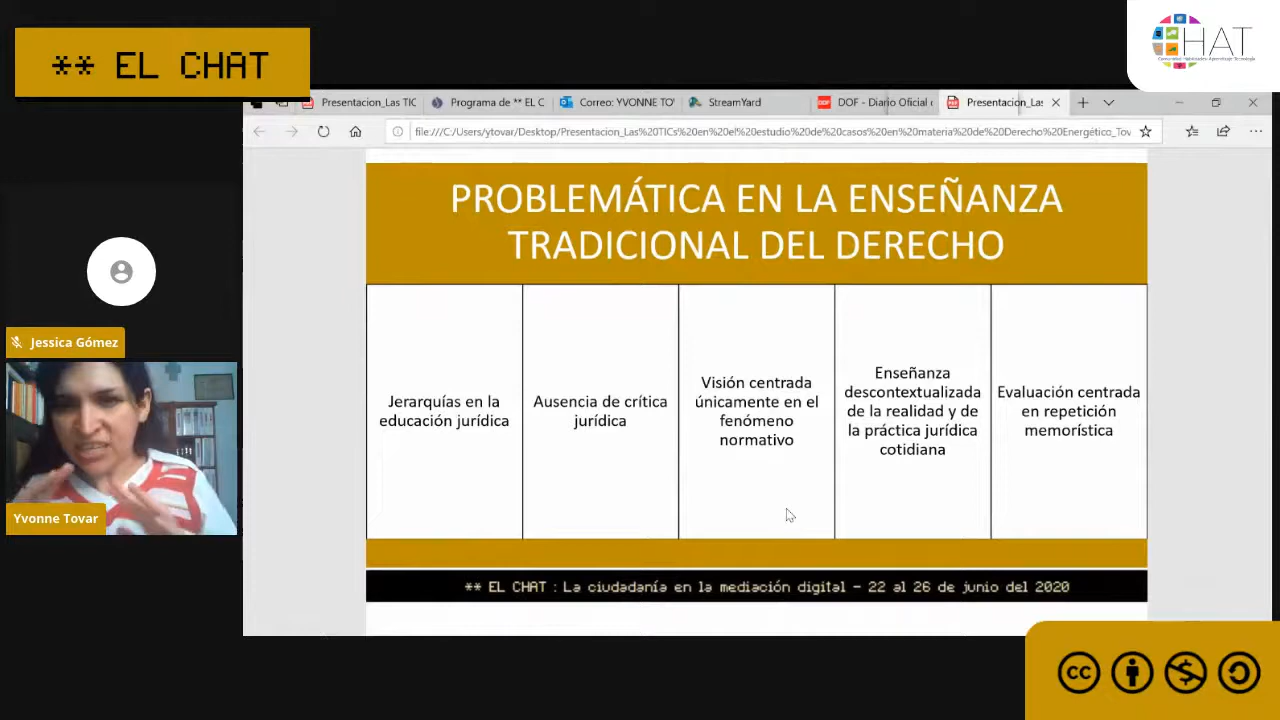 ** EL CHAT
HAT
Presentacion_Las TIC
Programa de ** EL C
Correo: YVONNE TO
StreamYard
DOF - Diario Oficial
Presentacion_Las
file:///C:/Users/ytovar/Desktop/Presentacion_Las%20TICs%20en%20el%20estudio%20de%20casos%20en%20materia%20de%20Derecho%20Energético_Tov
PROBLEMÁTICA EN LA ENSEÑANZA
TRADICIONAL DEL DERECHO
Jerarquías en la
educación jurídica
Ausencia de crítica
jurídica
Visión centrada
únicamente en el
fenómeno
normativo
Enseñanza
descontextualizada
de la realidad y de
la práctica jurídica
cotidiana
Evaluación centrada
en repetición
memorística
Jessica Gómez
Yvonne Tovar
** EL CHAT : La ciudadanía en la mediación digital – 22 al 26 de junio del 2020
cc